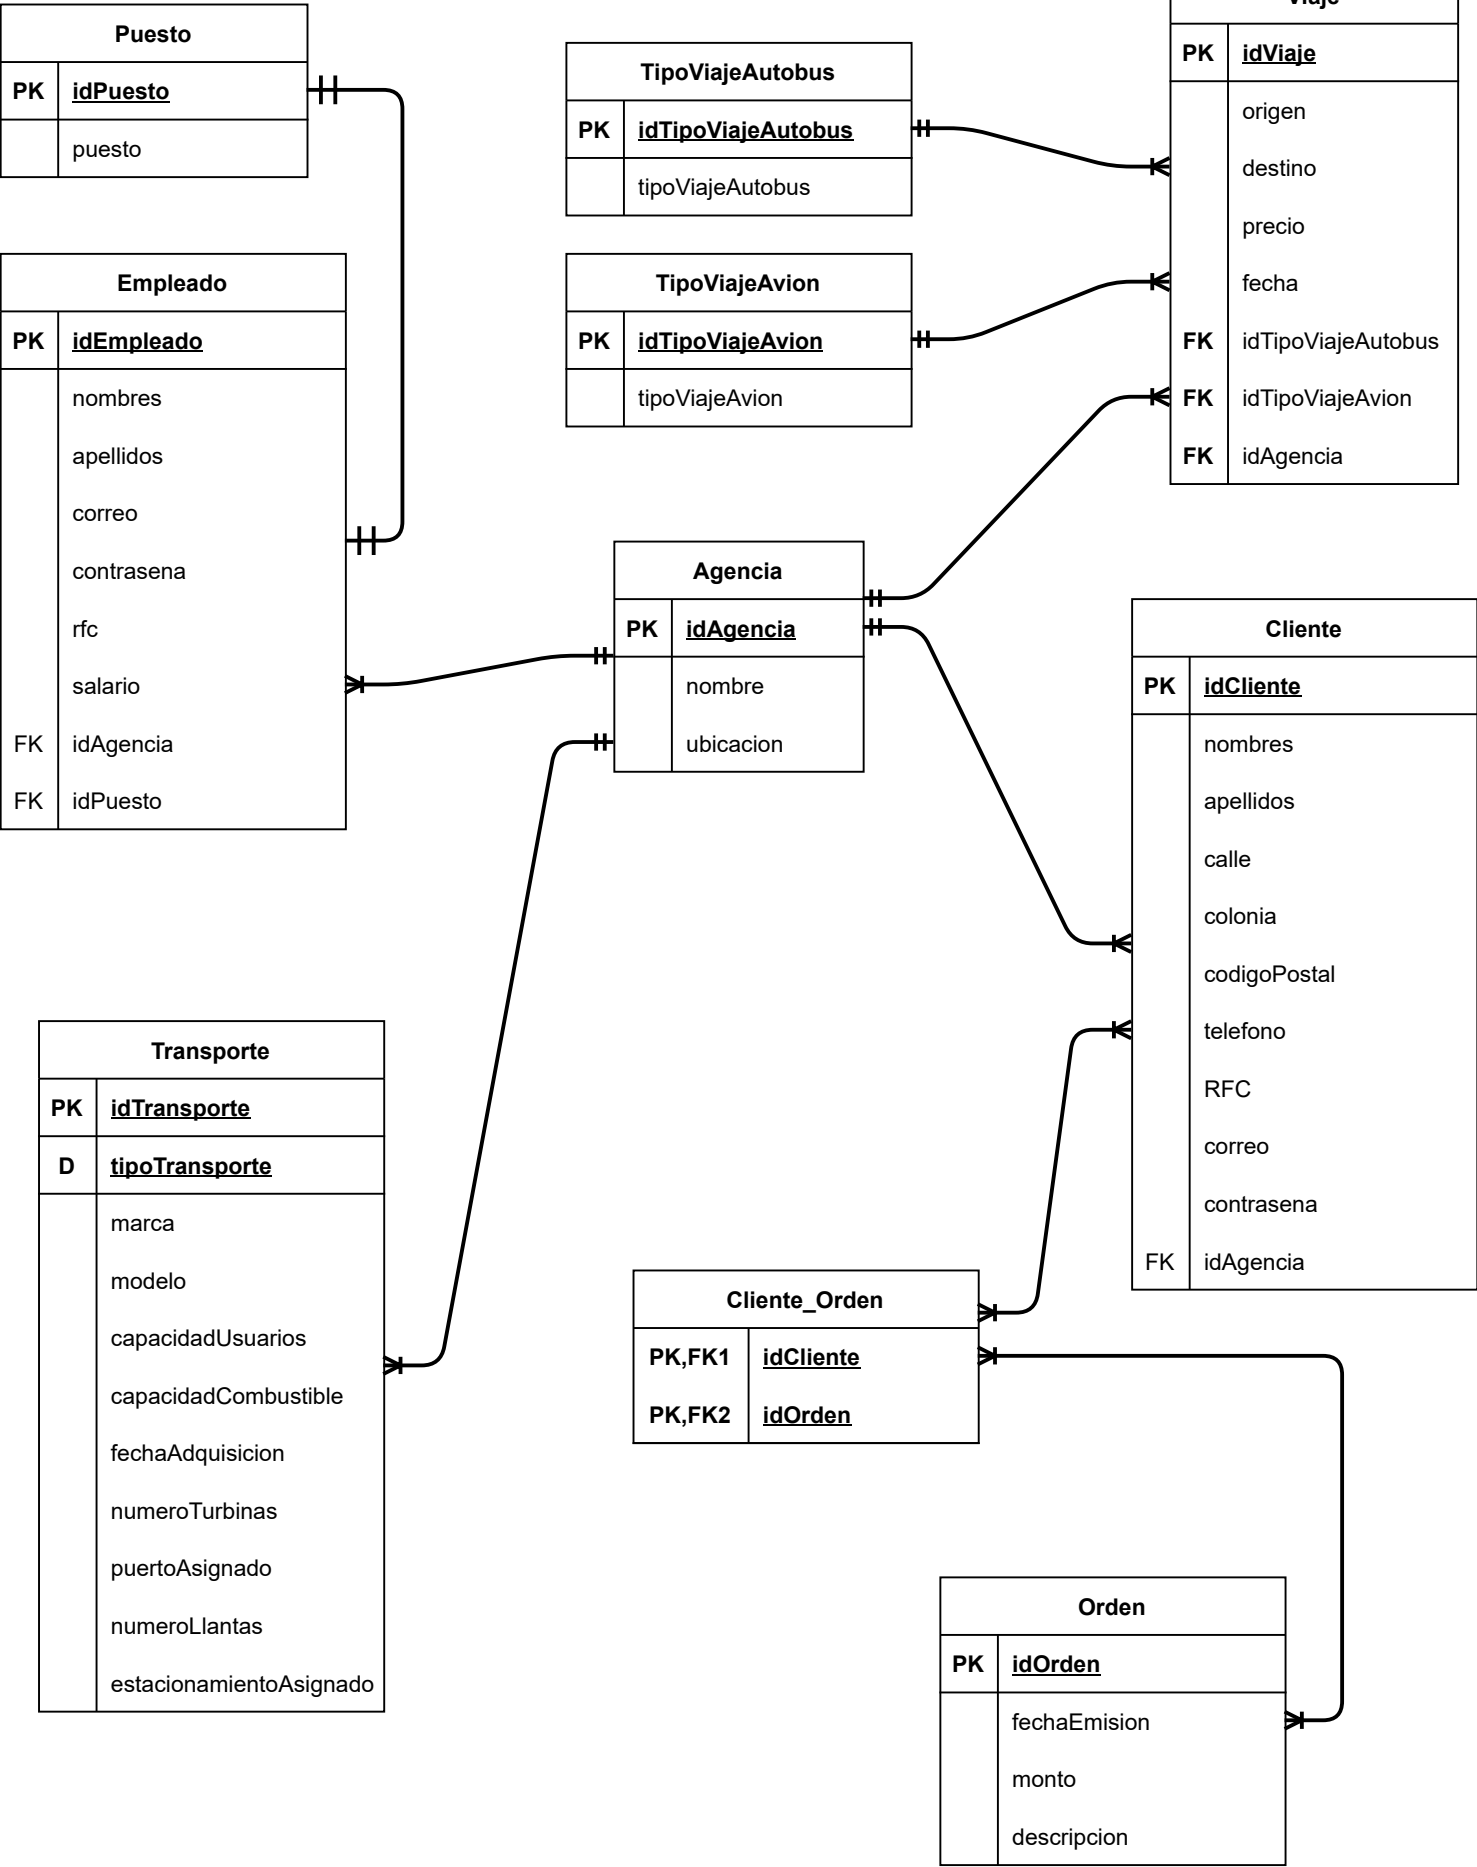 Puesto
PK idPuesto
puesto
Empleado
PK idEmpleado
nombres
apellidos
correo
contrasena
rfc
salario
FK idAgencia
FK idPuesto
TipoViajeAutobus
PK idTipoViajeAutobus
tipoViajeAutobus
TipoViajeAvion
PK idTipoViajeAvion
tipoViajeAvion
Viaje
PK idViaje
origen
destino
precio
fecha
FK idTipoViajeAutobus
FK idTipoViajeAvion
FK idAgencia
Agencia
PK idAgencia
nombre
ubicacion
Cliente
PK idCliente
nombres
apellidos
calle
colonia
codigoPostal
telefono
RFC
correo
contrasena
FK idAgencia
Transporte
PK idTransporte
D tipoTransporte
marca
modelo
capacidadUsuarios
capacidadCombustible
fechaAdquisicion
numeroTurbinas
puertoAsignado
numeroLlantas
estacionamientoAsignado
Cliente_Orden
PK,FK1 idCliente
PK,FK2 idOrden
Orden
PK idOrden
fechaEmision
monto
descripcion